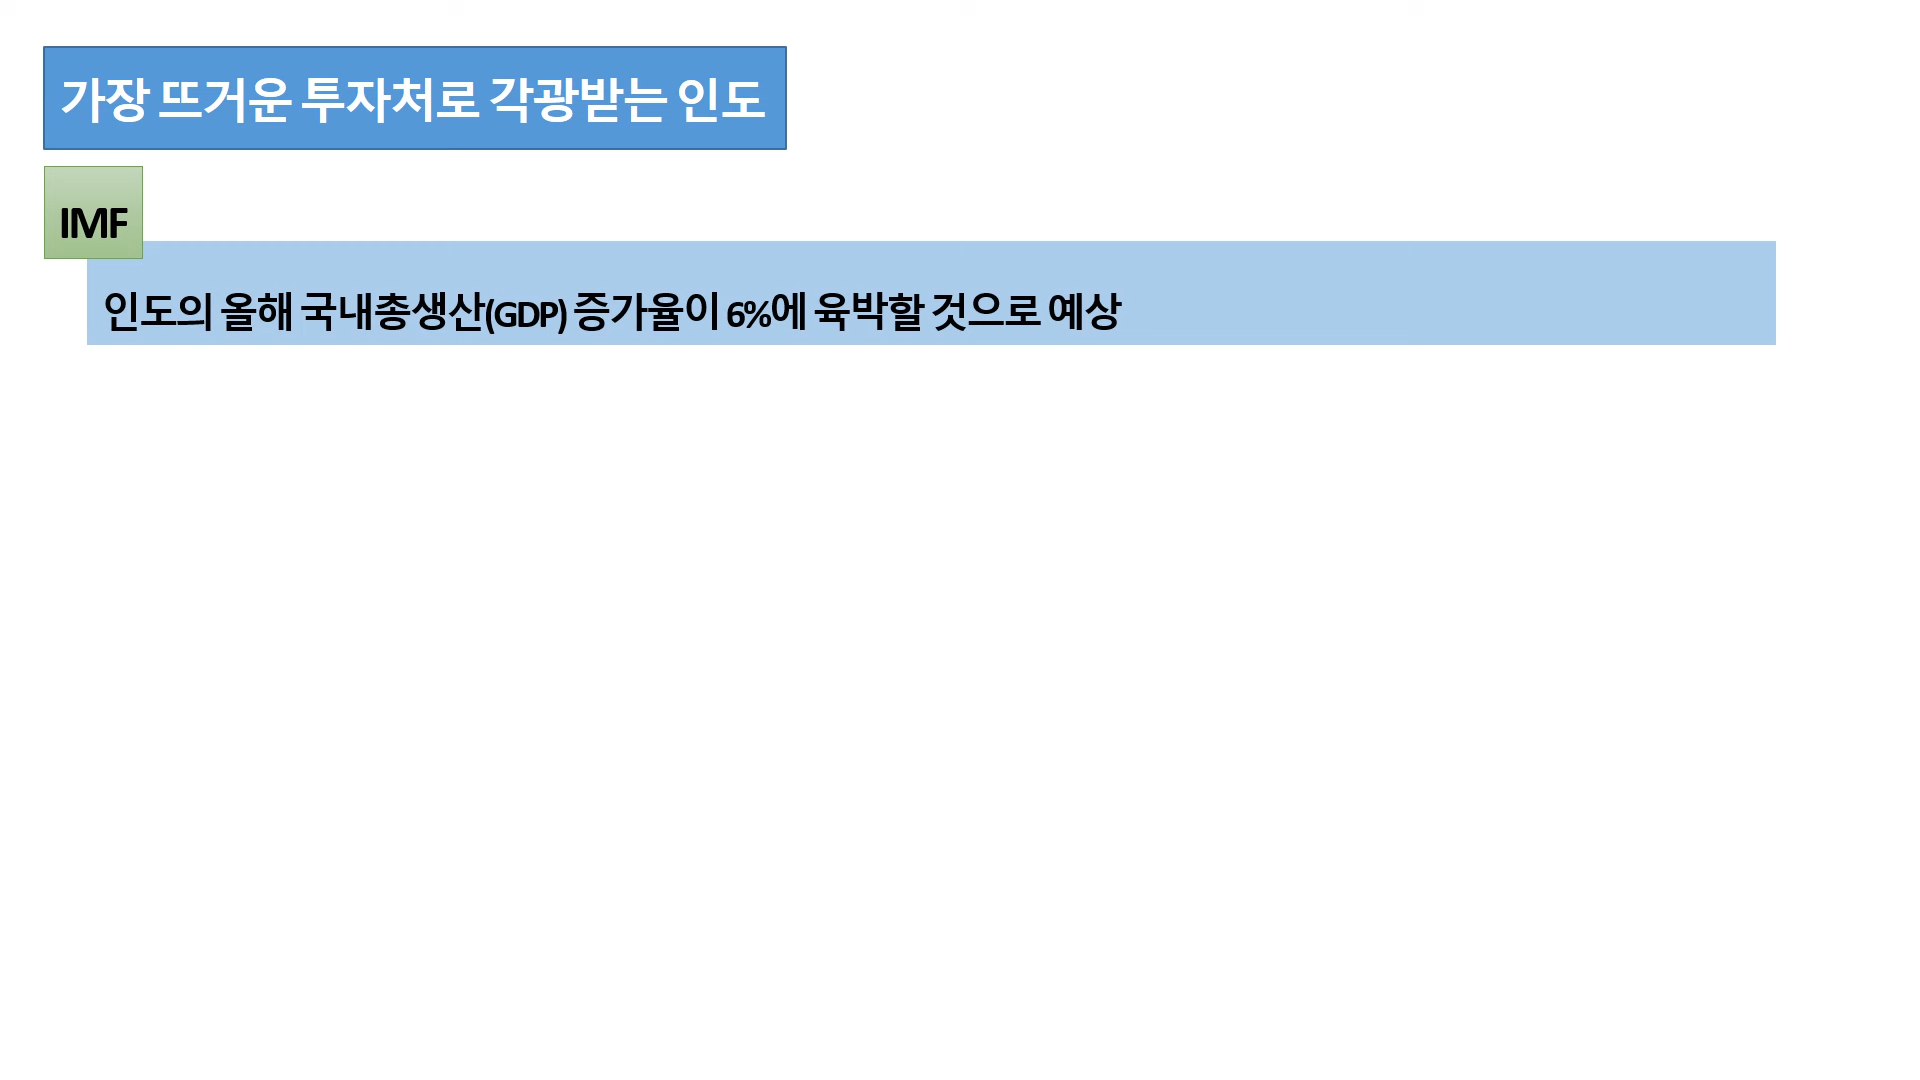 가장 뜨거운 투자처로 각광받는 인도
IMF
인도의 올해 국내총생산(GDP) 증가율이 6%에 육박할 것으로 예상